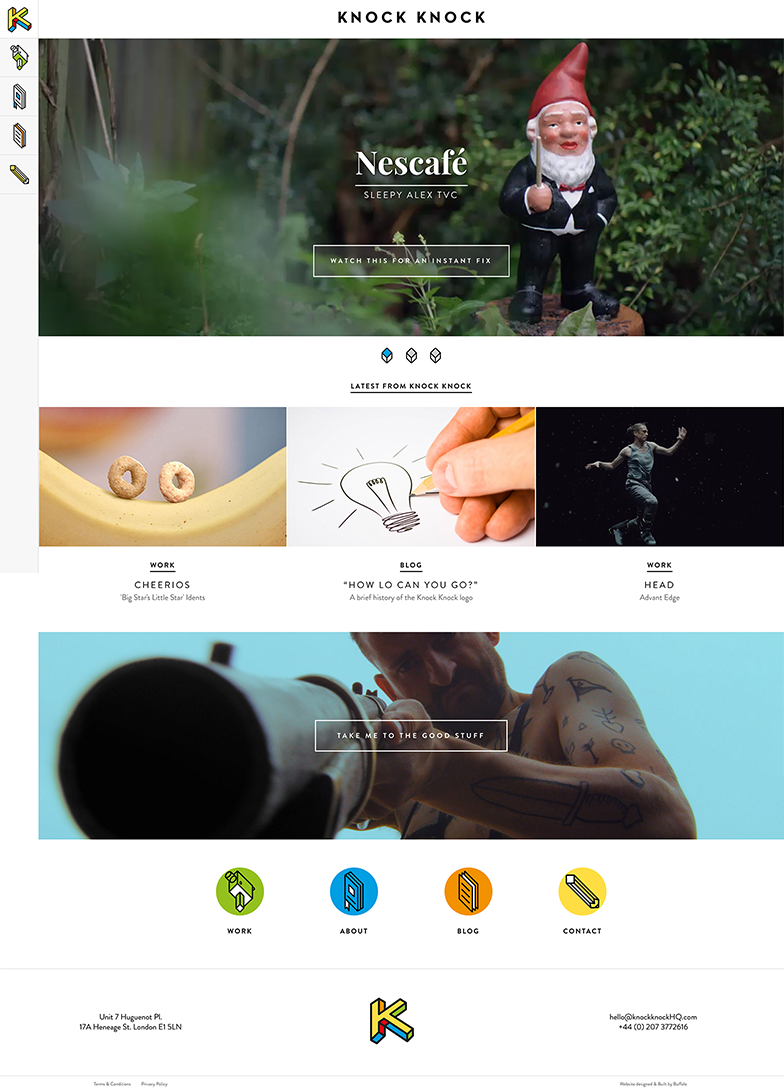 KNOCK KNOCK
Nescafé
SLEEPY ALEX TVC
WATCH THIS FOR AN INSTANT FIX
LATEST FROM KNOCK KNOCK
WORK
CHEERIOS
'Big Star's Little Star' Idents
BLOG
“HOW LO CAN YOU GO?”
A brief history of the Knock Knock logo
WORK
HEAD
Advant Edge
TAKE ME TO THE GOOD STUFF
WORK
ABOUT
BLOG
CONTACT
Unit 7 Huguenot Pl.
17A Heneage St. London E1 5LN
hello@knockknockHQ.com
+44 (0) 207 3772616
Terms & Conditions
Privacy Policy
Website designed & Built by Buffalo